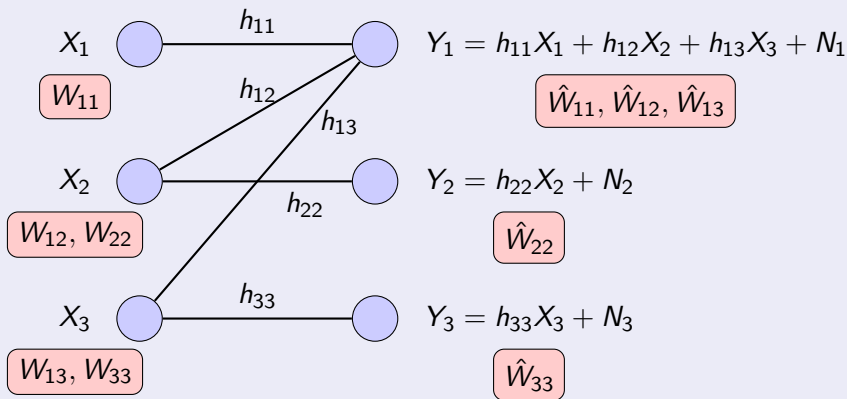 h₁₁
X₁
Y₁ = h₁₁X₁ + h₁₂X₂ + h₁₃X₃ + N₁
W₁₁
h₁₂
Ŵ₁₁, Ŵ₁₂, Ŵ₁₃
h₁₃
X₂
Y₂ = h₂₂X₂ + N₂
h₂₂
W₁₂, W₂₂
Ŵ₂₂
h₃₃
X₃
Y₃ = h₃₃X₃ + N₃
W₁₃, W₃₃
Ŵ₃₃